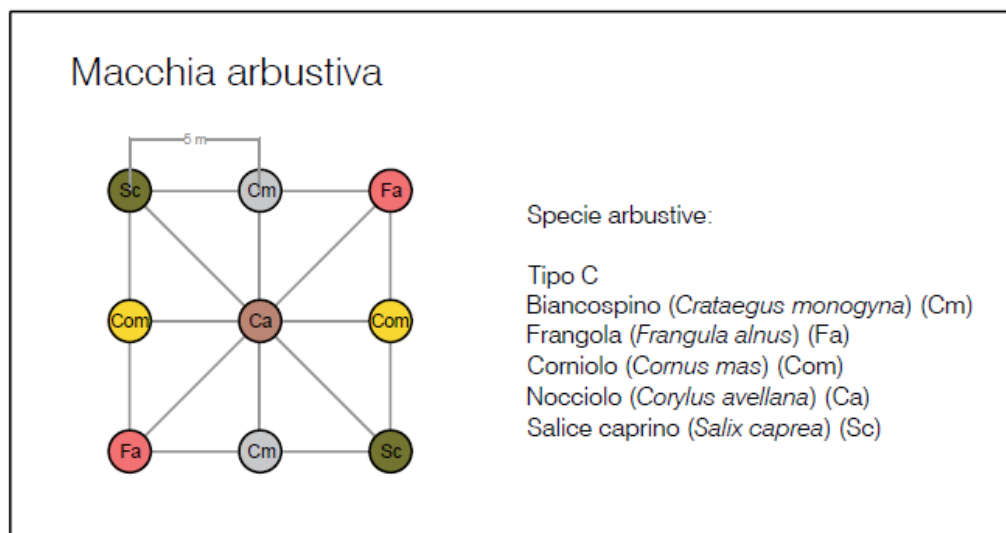 Macchia arbustiva
5 m
Sc Cm Fa
Com Ca Com
Fa Cm Sc
Specie arbustive:
Tipo C
Biancospino (Crataegus monogyna) (Cm)
Frangola (Frangula alnus) (Fa)
Corniolo (Cornus mas) (Com)
Nocciolo (Corylus avellana) (Ca)
Salice caprino (Salix caprea) (Sc)